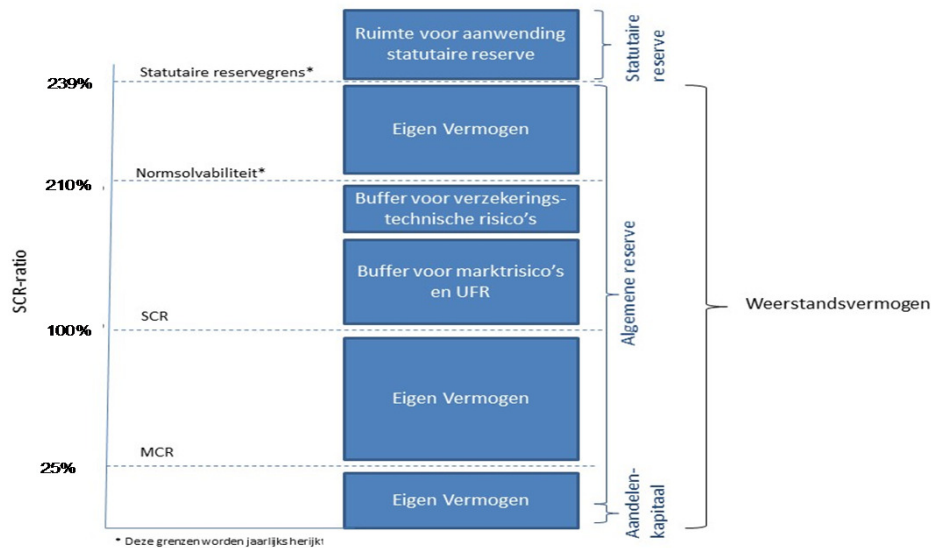 Ruimte voor aanwending
statutaire reserve
Statutaire
reserve
Statutaire reservegrens*
239%
Eigen Vermogen
Normsolvabiliteit*
210%
Buffer voor verzekerings-
technische risico's
Buffer voor marktrisico's
en UFR
SCR-ratio
Algemene reserve
Weerstandsvermogen
SCR
100%
Eigen Vermogen
MCR
25%
Eigen Vermogen
Aandelen-
kapitaal
* Deze grenzen worden jaarlijks herijkt